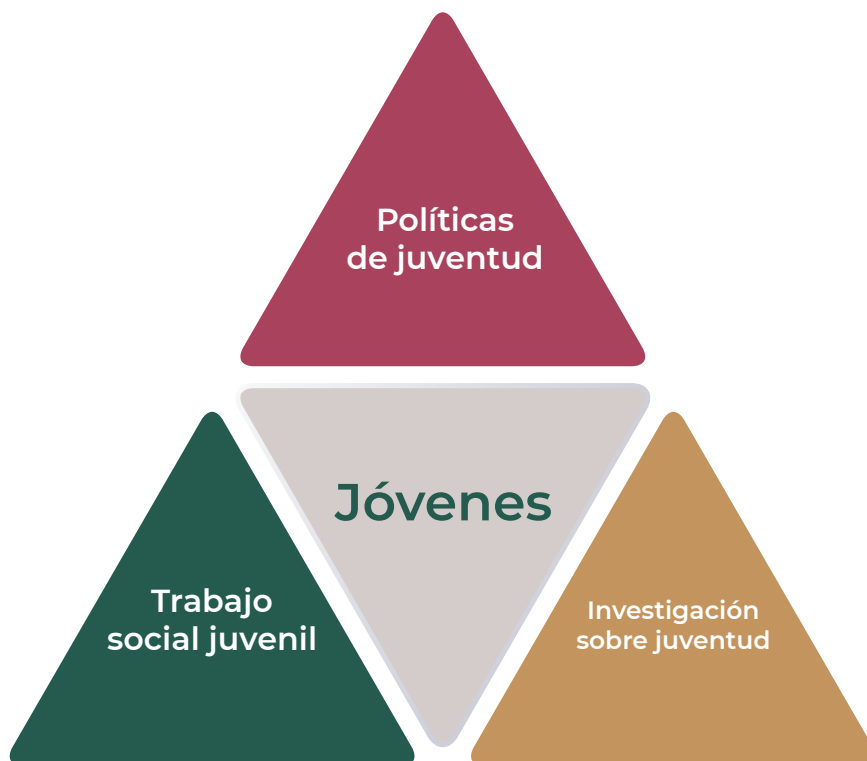 Políticas
de juventud
Jóvenes
Trabajo
social juvenil
Investigación
sobre juventud